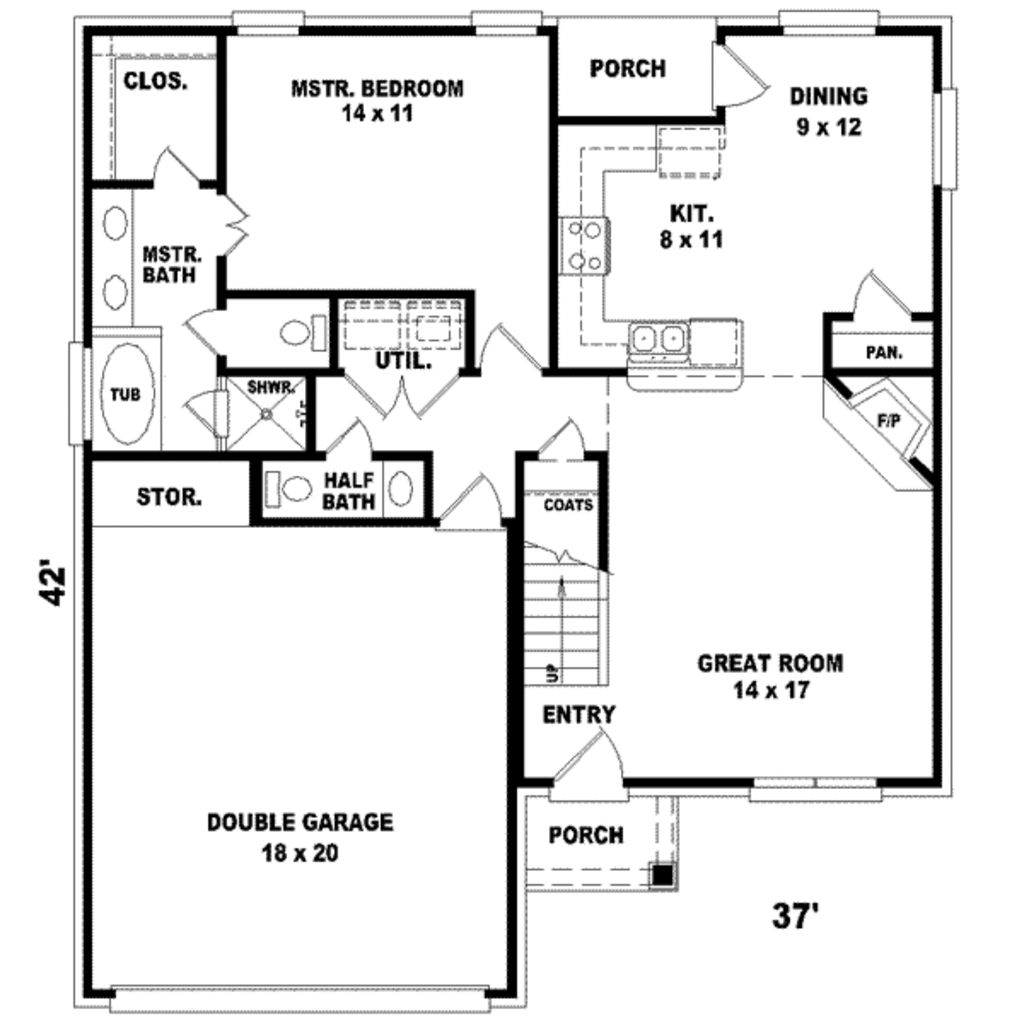 CLOS.
MSTR. BEDROOM
14 x 11
PORCH
DINING
9 x 12
KIT.
8 x 11
MSTR.
BATH
UTIL.
PAN.
TUB
SHWR.
F/P
STOR.
HALF
BATH
COATS
42'
UP
GREAT ROOM
14 x 17
ENTRY
DOUBLE GARAGE
18 x 20
PORCH
37'